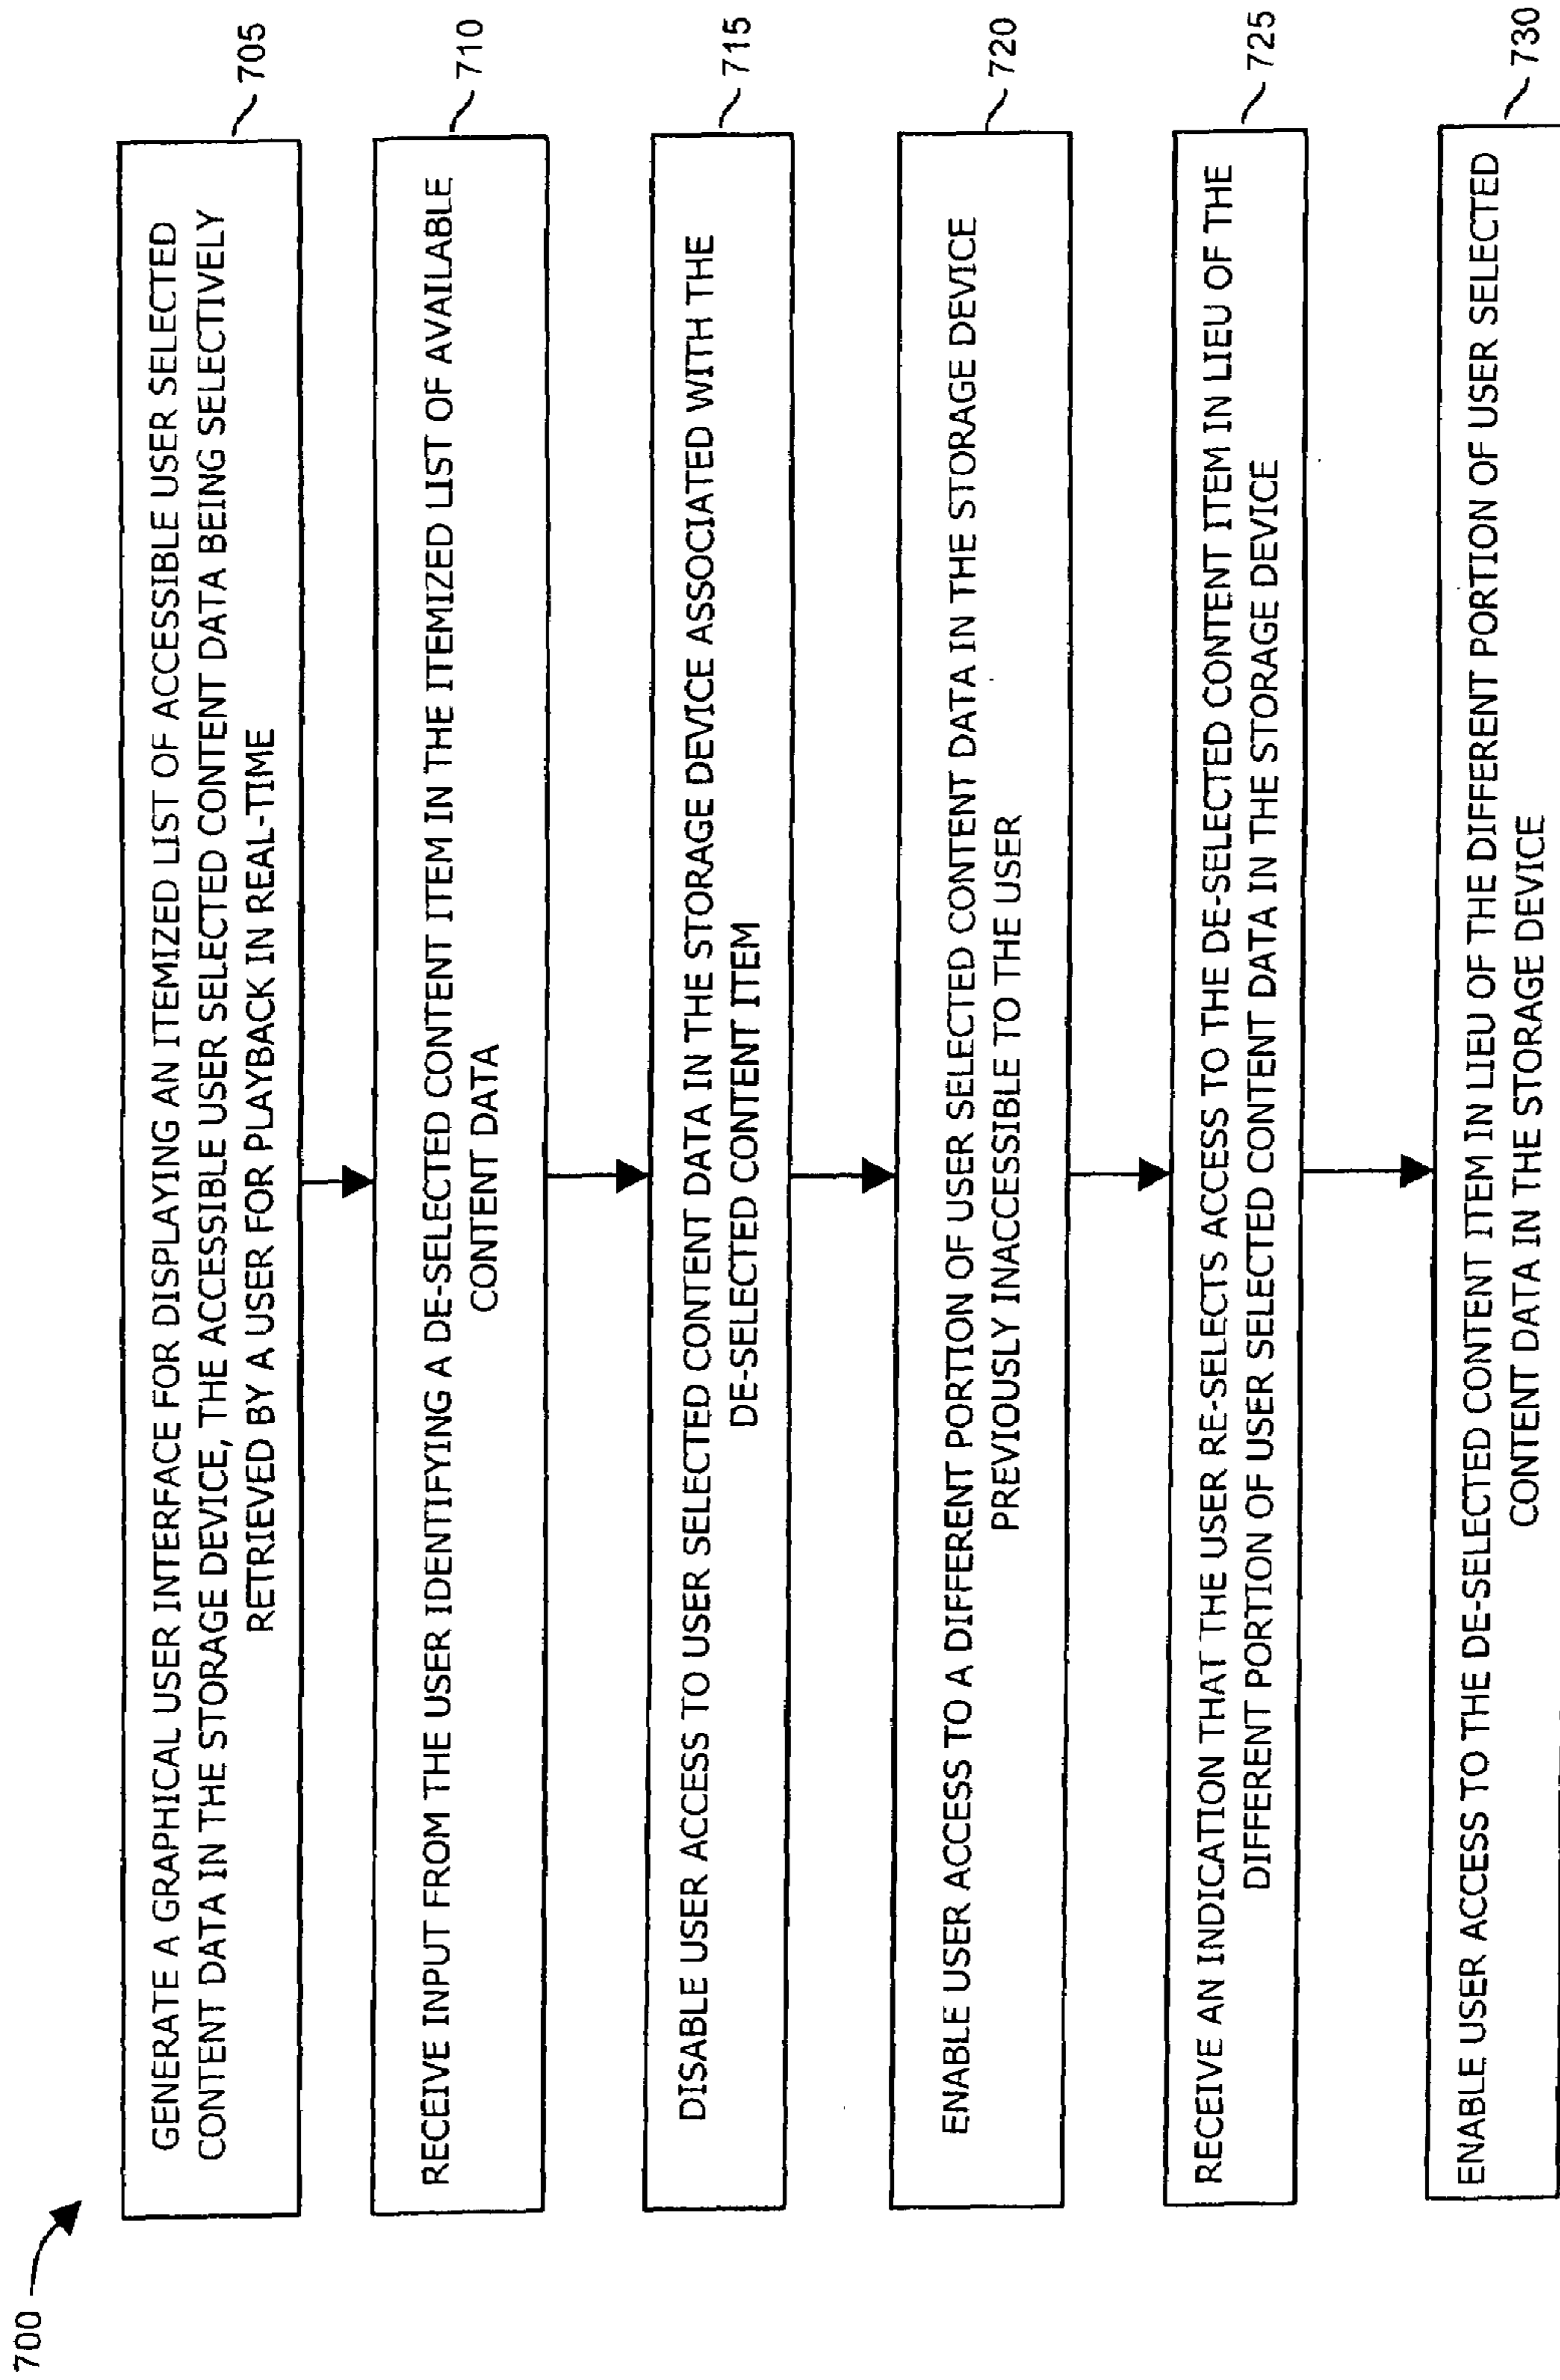 700
GENERATE A GRAPHICAL USER INTERFACE FOR DISPLAYING AN ITEMIZED LIST OF ACCESSIBLE USER SELECTED
CONTENT DATA IN THE STORAGE DEVICE, THE ACCESSIBLE USER SELECTED CONTENT DATA BEING SELECTIVELY
RETRIEVED BY A USER FOR PLAYBACK IN REAL-TIME
705
RECEIVE INPUT FROM THE USER IDENTIFYING A DE-SELECTED CONTENT ITEM IN THE ITEMIZED LIST OF AVAILABLE
CONTENT DATA
710
DISABLE USER ACCESS TO USER SELECTED CONTENT DATA IN THE STORAGE DEVICE ASSOCIATED WITH THE
DE-SELECTED CONTENT ITEM
715
ENABLE USER ACCESS TO A DIFFERENT PORTION OF USER SELECTED CONTENT DATA IN THE STORAGE DEVICE
PREVIOUSLY INACCESSIBLE TO THE USER
720
RECEIVE AN INDICATION THAT THE USER RE-SELECTS ACCESS TO THE DE-SELECTED CONTENT ITEM IN LIEU OF THE
DIFFERENT PORTION OF USER SELECTED CONTENT DATA IN THE STORAGE DEVICE
725
ENABLE USER ACCESS TO THE DE-SELECTED CONTENT ITEM IN LIEU OF THE DIFFERENT PORTION OF USER SELECTED
CONTENT DATA IN THE STORAGE DEVICE
730